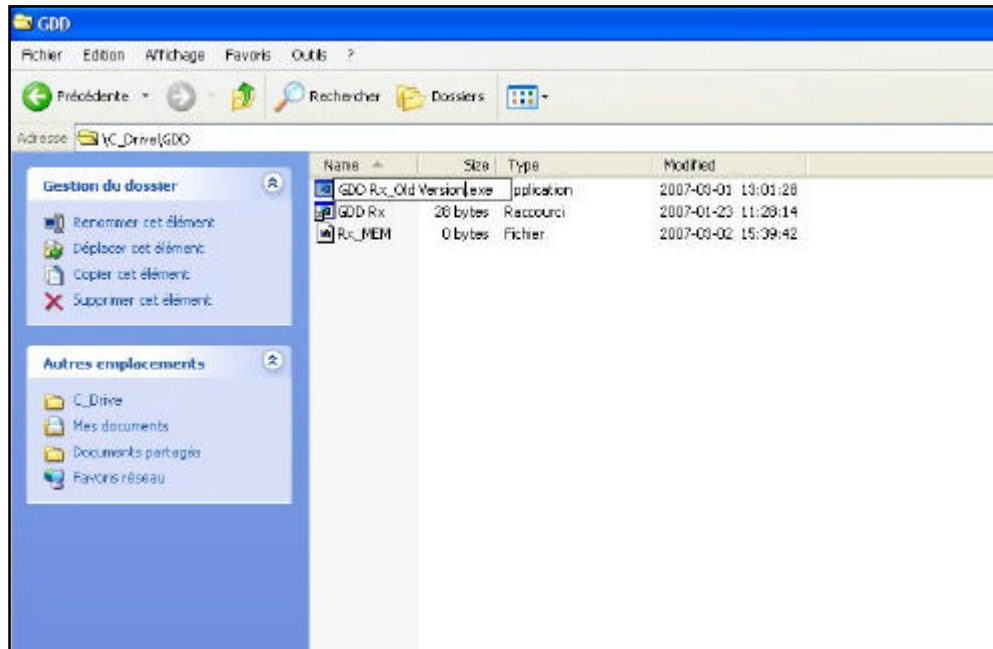 GDD
Fichier Edition Affichage Favoris Outils ?
Précédente Rechercher Dossiers
Adresse \C_Drive\GDD
Name Size Type Modified
GDD Rx_Old Version.exe pplication 2007-03-01 13:01:28
GDD Rx 28 bytes Raccourci 2007-01-23 11:28:14
Rx_MEM 0 bytes Fichier 2007-03-02 15:39:42
Gestion du dossier
Renommer cet élément
Déplacer cet élément
Copier cet élément
Supprimer cet élément
Autres emplacements
C_Drive
Mes documents
Documents partagés
Favoris réseau